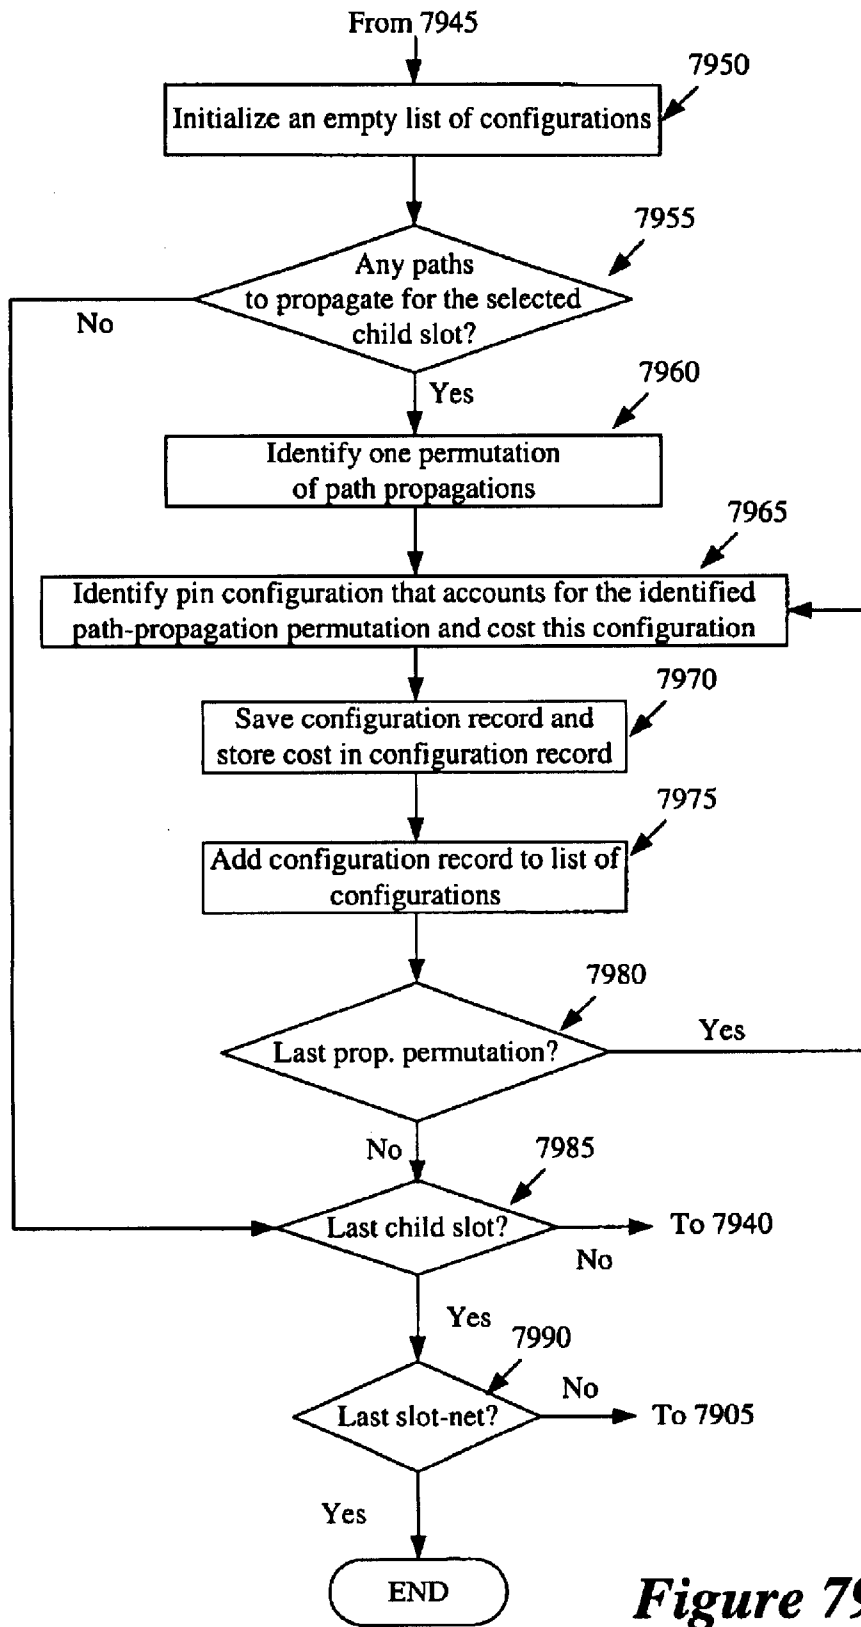 From 7945
7950
Initialize an empty list of configurations
7955
Any paths
to propagate for the selected
child slot?
No
Yes
7960
Identify one permutation
of path propagations
7965
Identify pin configuration that accounts for the identified
path-propagation permutation and cost this configuration
7970
Save configuration record and
store cost in configuration record
7975
Add configuration record to list of
configurations
7980
Last prop. permutation?
Yes
No
7985
Last child slot?
To 7940
No
Yes
7990
Last slot-net?
No
To 7905
Yes
END
Figure 79